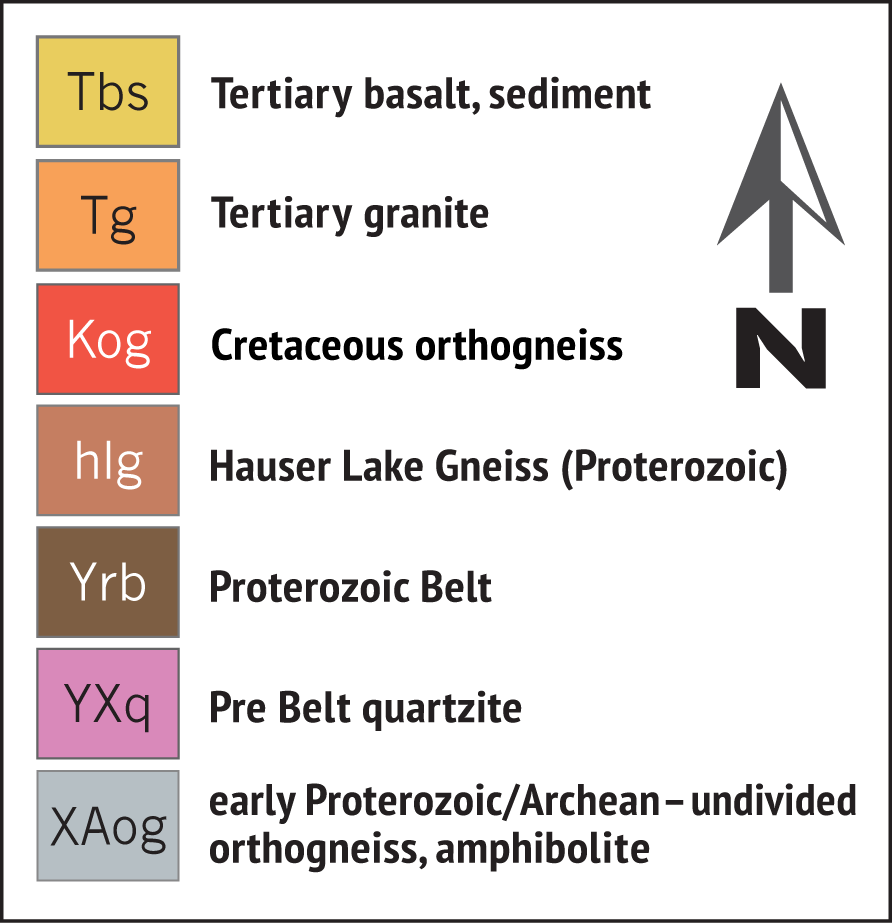 Tbs Tertiary basalt, sediment
Tg Tertiary granite
Kog Cretaceous orthogneiss
N
hlg Hauser Lake Gneiss (Proterozoic)
Yrb Proterozoic Belt
YXq Pre Belt quartzite
XAog early Proterozoic/Archean–undivided
orthogneiss, amphibolite